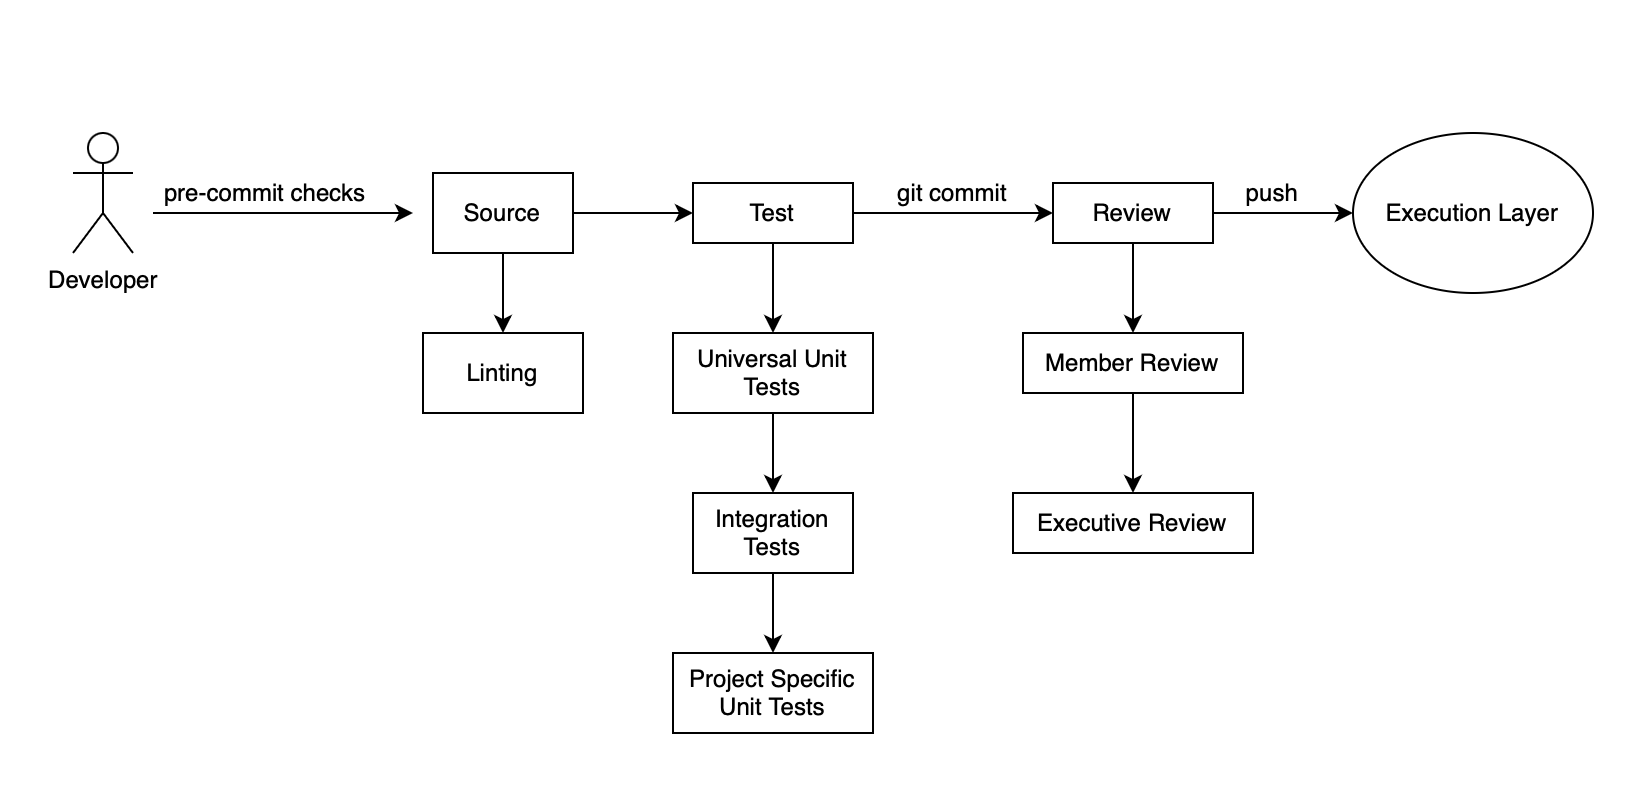 pre-commit checks
Developer
Source
Linting
Test
Universal Unit
Tests
Integration
Tests
Project Specific
Unit Tests
git commit
Review
Member Review
Executive Review
push
Execution Layer